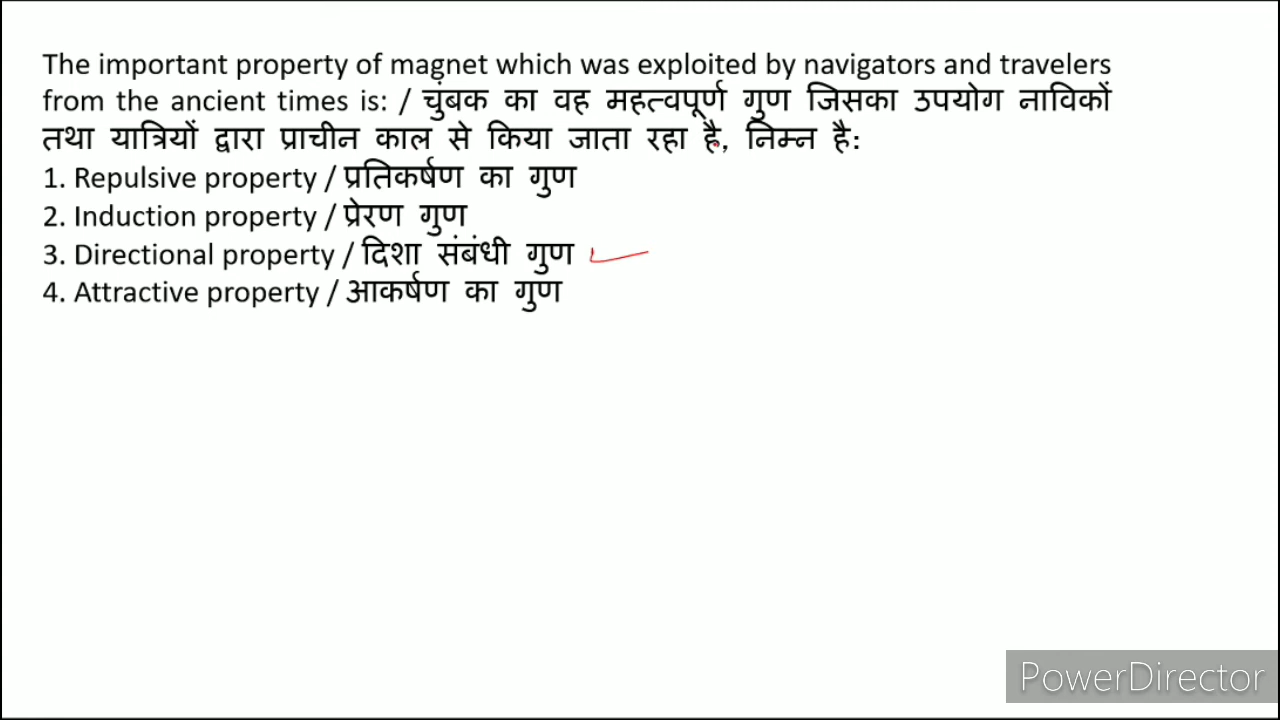 The important property of magnet which was exploited by navigators and travelers
from the ancient times is: / चुंबक का वह महत्वपूर्ण गुण जिसका उपयोग नाविकों
तथा यात्रियों द्वारा प्राचीन काल से किया जाता रहा है, निम्न है:
1. Repulsive property / प्रतिकर्षण का गुण
2. Induction property / प्रेरण गुण
3. Directional property / दिशा संबंधी गुण
4. Attractive property / आकर्षण का गुण
PowerDirector